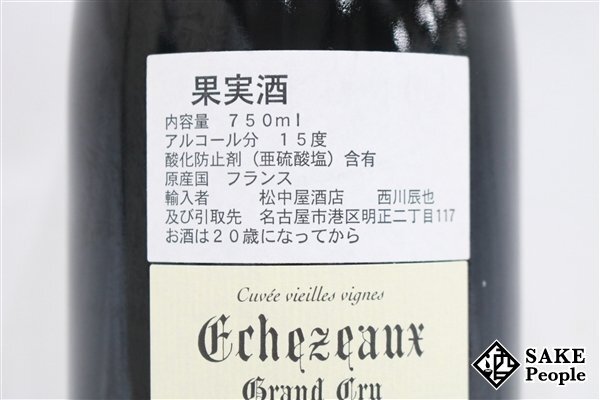 果実酒
内容量　７５０ｍｌ
アルコール分　１５度
酸化防止剤（亜硫酸塩）含有
原産国　フランス
輸入者　松中屋酒店　西川辰也
及び引取先　名古屋市港区明正二丁目117
お酒は２０歳になってから
Cuvée vieilles vignes
Echezeaux
Grand Cru
酒 SAKE
People